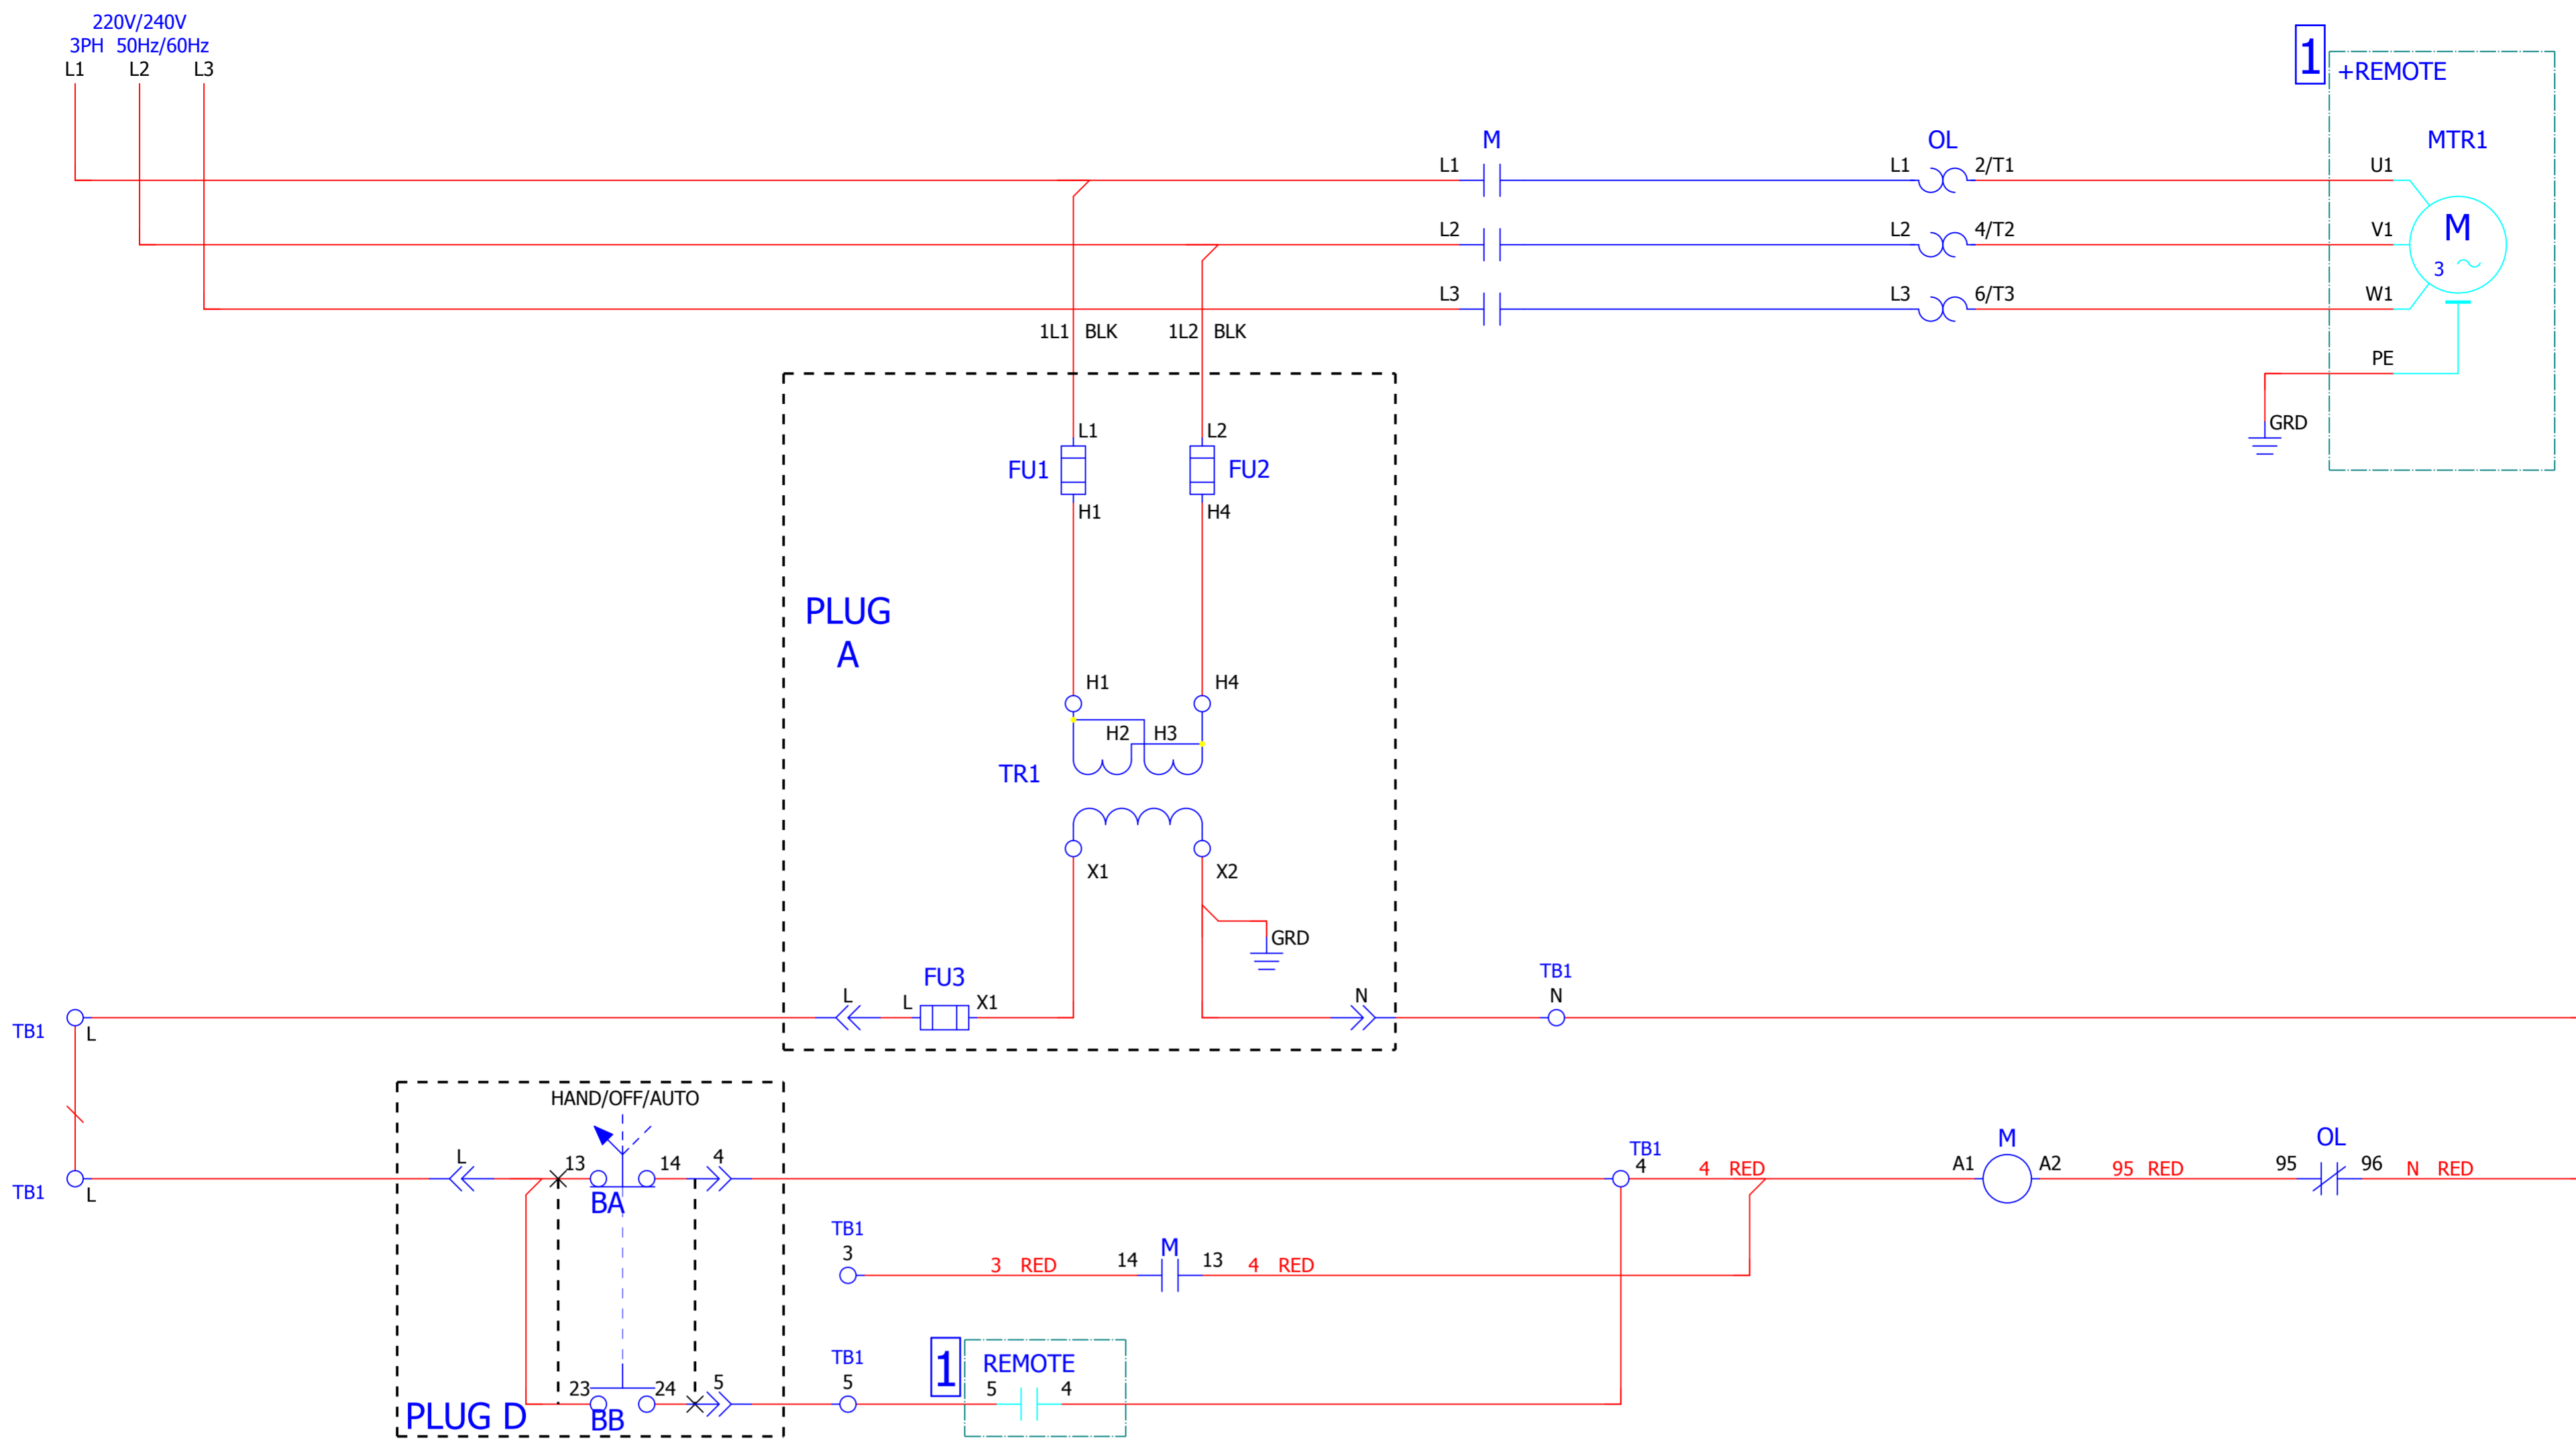 220V/240V
3PH 50Hz/60Hz
L1 L2 L3
1
+REMOTE
M OL MTR1
L1 L1 2/T1 U1
L2 L2 4/T2 V1
M
3
L3 L3 6/T3 W1
1L1 BLK 1L2 BLK
PE
GRD
L1 L2
FU1 FU2
H1 H4
PLUG
A
H1 H4
H2 H3
TR1
X1 X2
GRD
FU3
TB1
L L X1 N N
TB1
L
HAND/OFF/AUTO
TB1
M OL
L 13 14 4 4 4 RED A1 A2 95 RED 95 96 N RED
TB1
L
BA
TB1
3 M
3 RED 14 13 4 RED
TB1
1 REMOTE
23 24 5 5 5 4
PLUG D BB